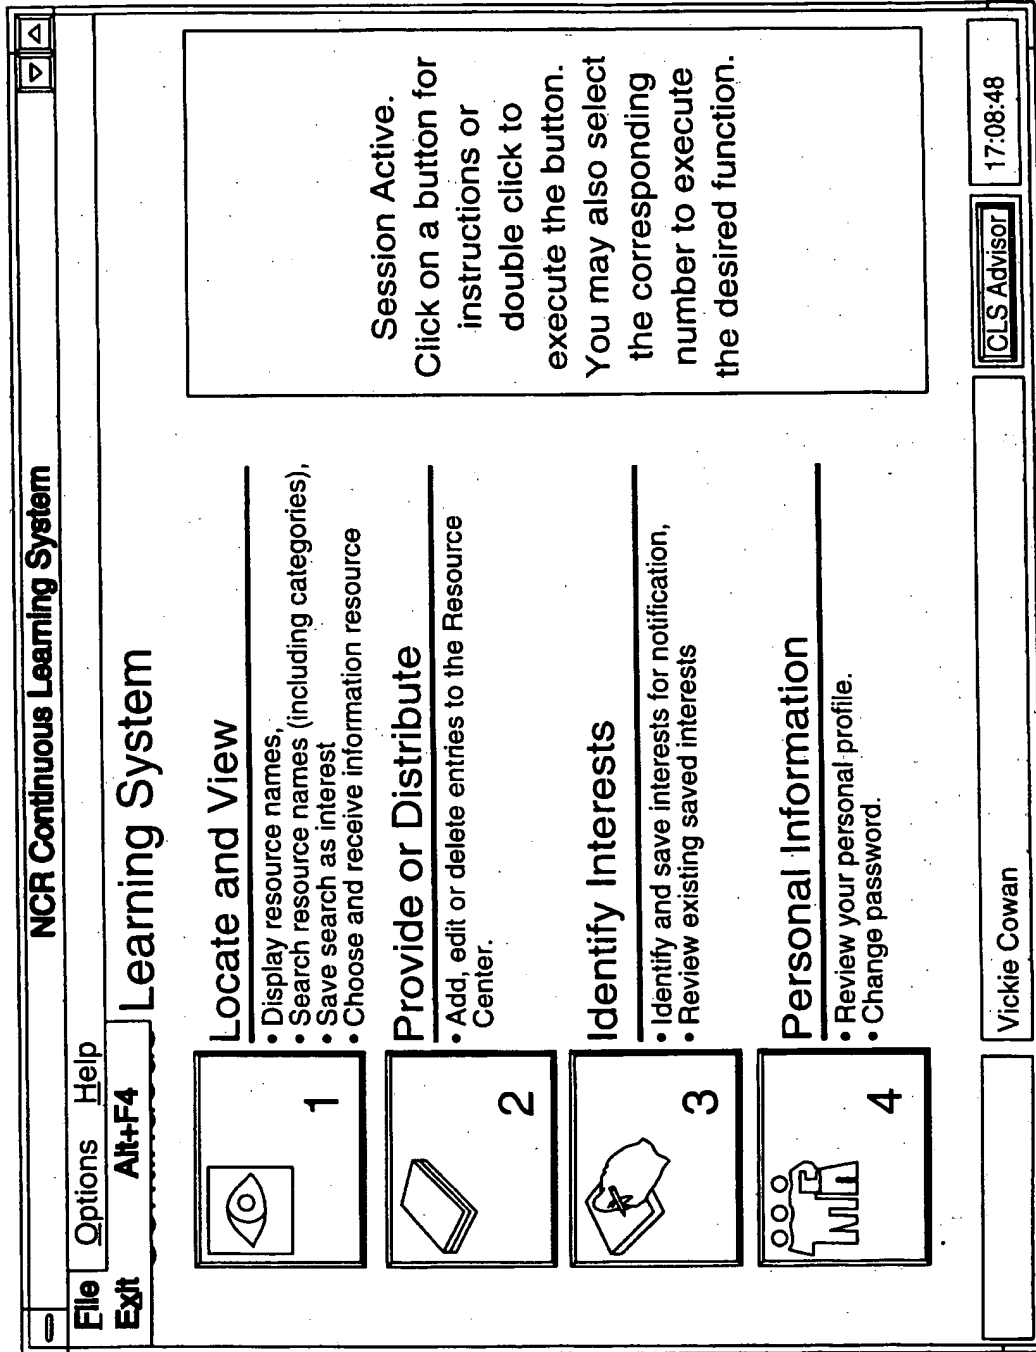 NCR Continuous Learning System
File Options Help
Exit Alt+F4
Learning System
1
Locate and View
• Display resource names,
• Search resource names (including categories),
• Save search as interest
• Choose and receive information resource
2
Provide or Distribute
• Add, edit or delete entries to the Resource
Center.
3
Identify Interests
• Identify and save interests for notification,
• Review existing saved interests
4
Personal Information
• Review your personal profile.
• Change password.
Session Active.
Click on a button for
instructions or
double click to
execute the button.
You may also select
the corresponding
number to execute
the desired function.
Vickie Cowan
CLS Advisor
17:08:48